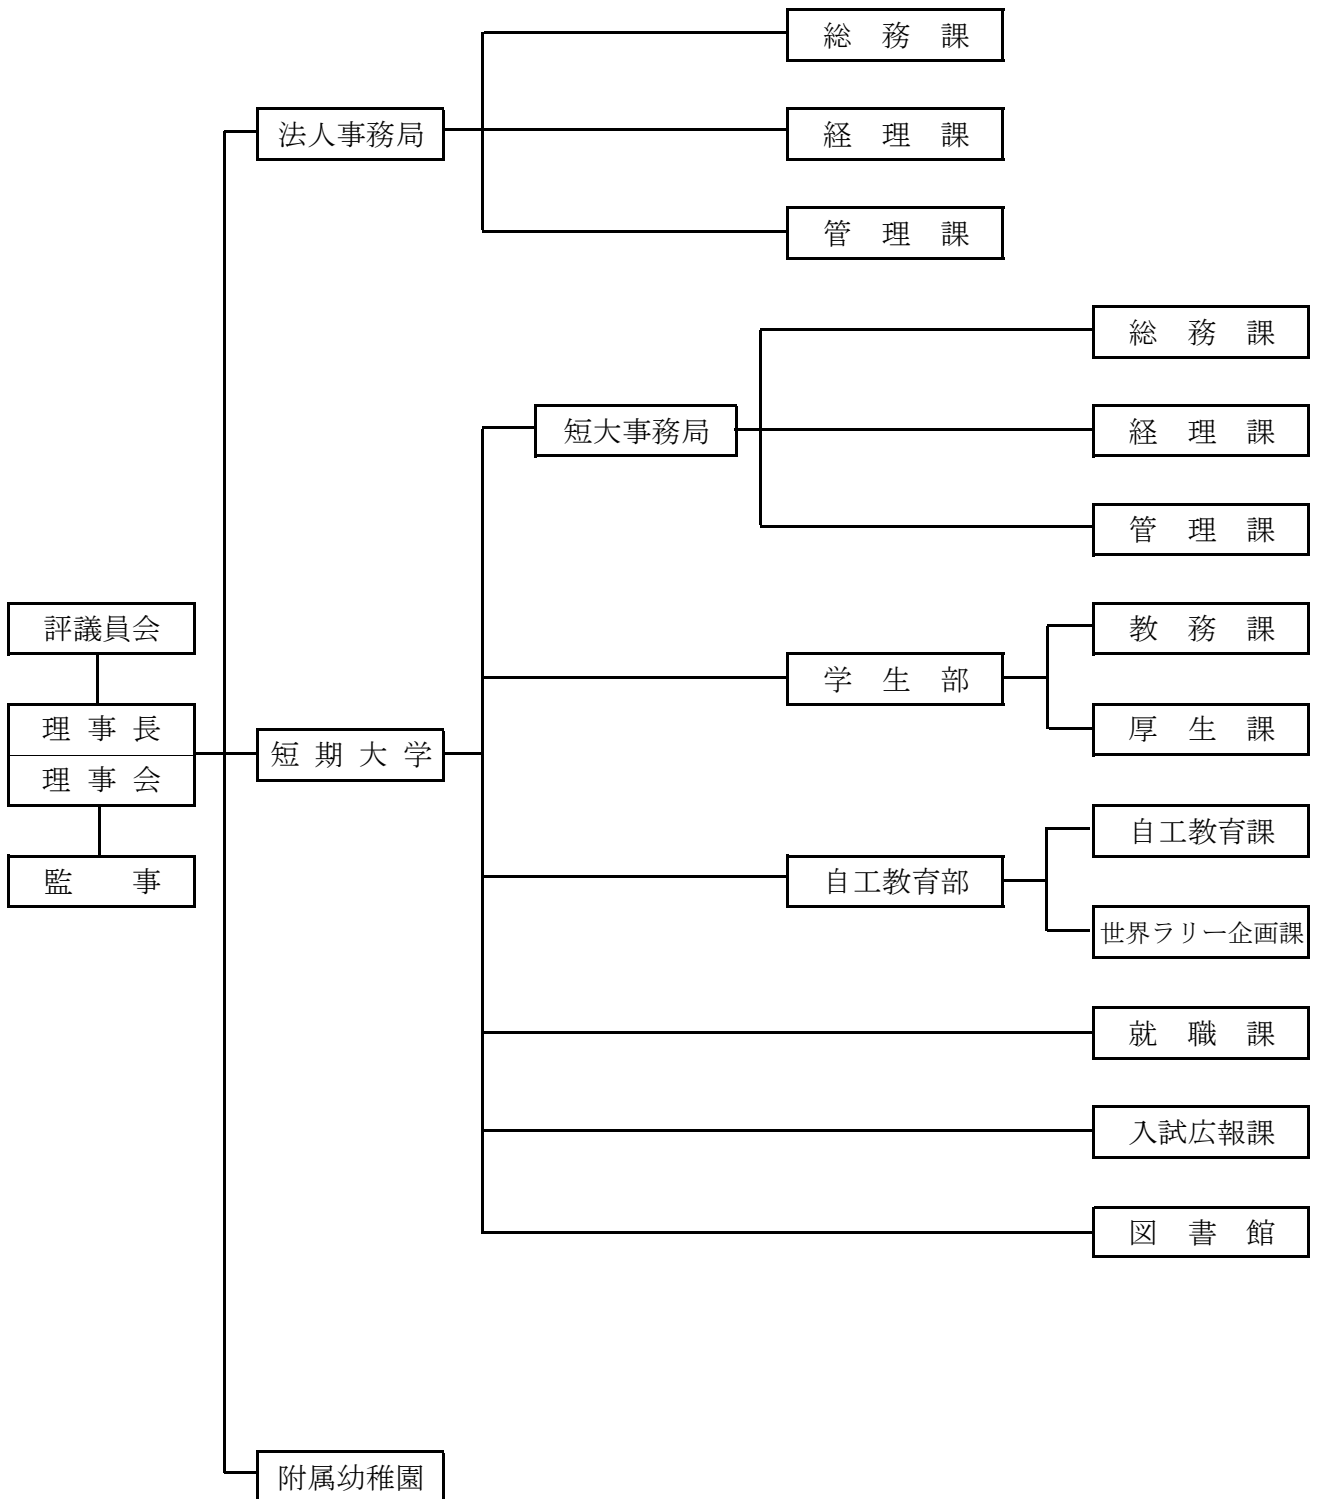 総　務　課
法人事務局
経　理　課
管　理　課
総　務　課
短大事務局
経　理　課
管　理　課
評議員会
教　務　課
学　生　部
理 事 長
厚　生　課
短 期 大 学
理 事 会
自工教育課
監　　事
自工教育部
世界ラリー企画課
就　職　課
入試広報課
図　書　館
附属幼稚園